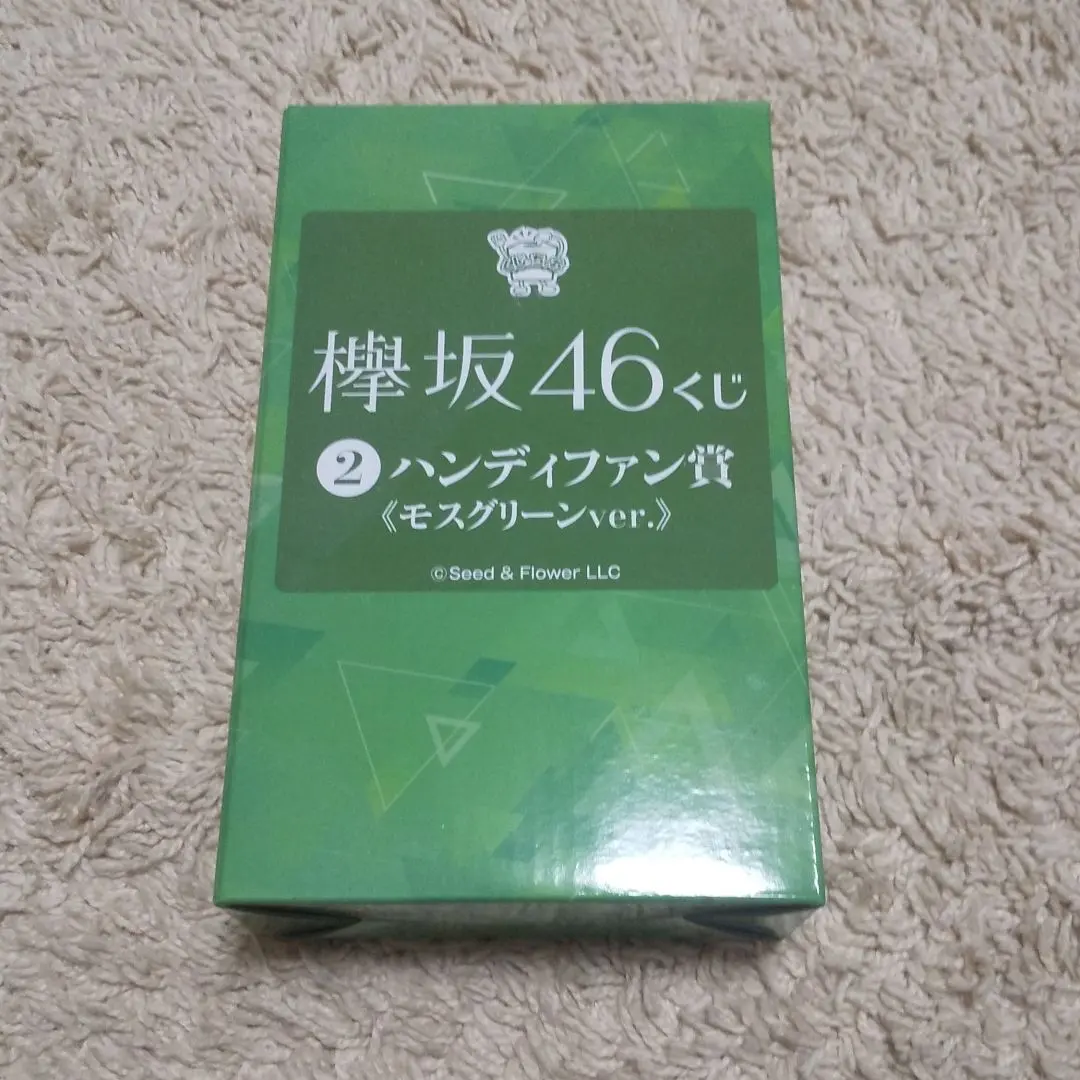 欅坂46くじ
②ハンディファン賞
《モスグリーンver.》
©Seed & Flower LLC